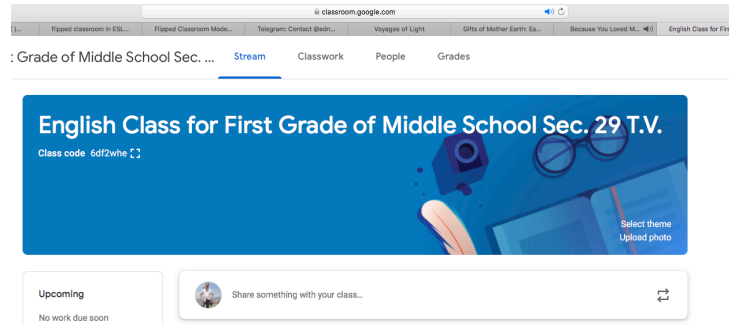 classroom.google.com
flipped classroom in ESL...
Flipped Classroom Mode...
Telegram: Contact @adn...
Voyages of Light
Gifts of Mother Earth: Ea...
Because You Loved M...
English Class for Firs
t Grade of Middle School Sec. ...
Stream
Classwork
People
Grades
English Class for First Grade of Middle School Sec. 29 T.V.
Class code 6df2whe
Select theme
Upload photo
Upcoming
Share something with your class...
No work due soon